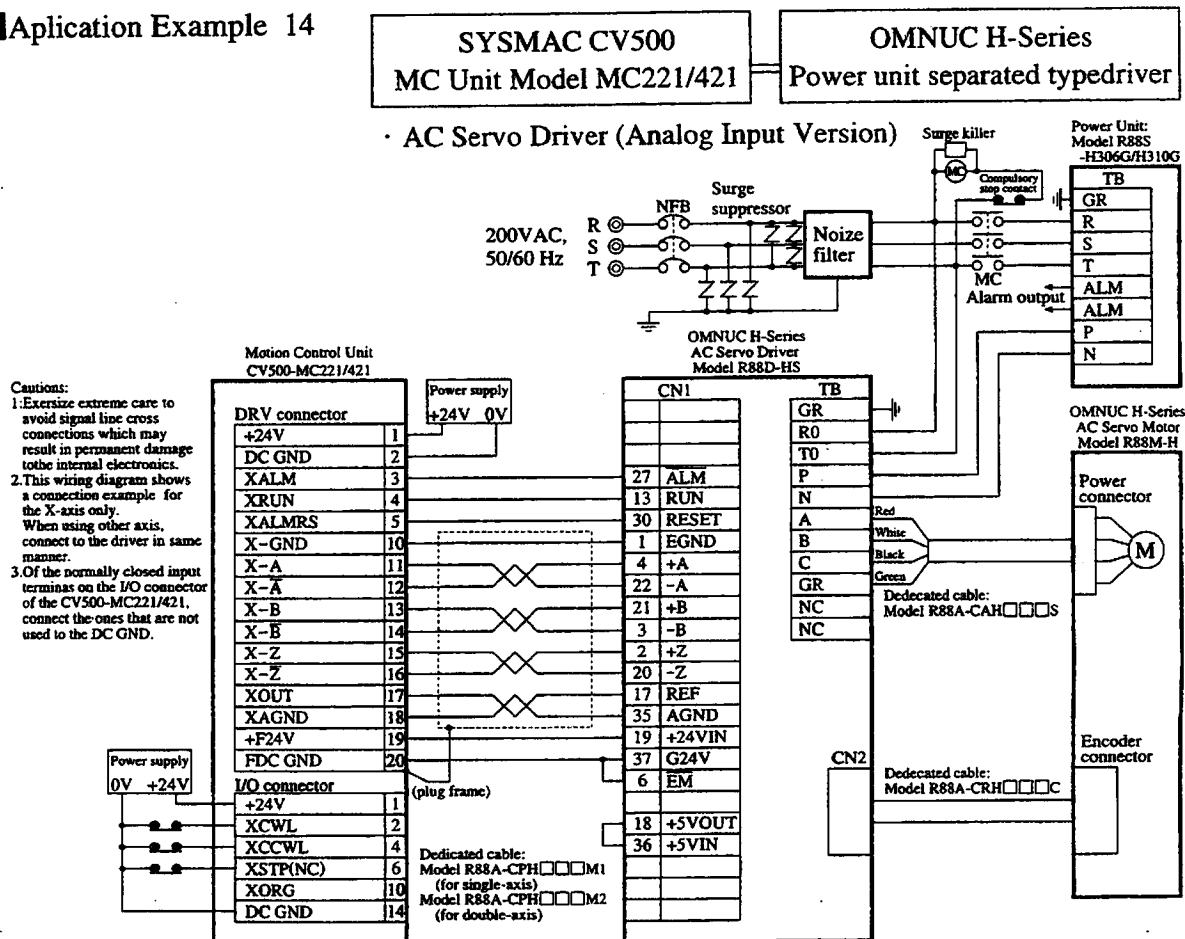 Aplication Example 14
SYSMAC CV500
MC Unit Model MC221/421
OMNUC H-Series
Power unit separated typedriver
· AC Servo Driver (Analog Input Version)
Surge killer
MC
Compulsory
stop contact
Power Unit:
Model R88S
-H306G/H310G
TB
GR
R
S
T
ALM
ALM
P
N
200VAC,
50/60 Hz
R
S
T
NFB
Surge
suppressor
Noize
filter
MC
Alarm output
Cautions:
1:Exersize extreme care to
avoid signal line cross
connections which may
result in permanent damage
tothe internal electronics.
2.This wiring diagram shows
a connection example for
the X-axis only.
When using other axis,
connect to the driver in same
manner.
3.Of the normally closed input
terminas on the I/O connector
of the CV500-MC221/421,
connect the ones that are not
used to the DC GND.
Motion Control Unit
CV500-MC221/421
Power supply
+24V 0V
DRV connector
+24V 1
DC GND 2
XALM 3
XRUN 4
XALMRS 5
X-GND 10
X-A 11
X-A̅ 12
X-B 13
X-B̅ 14
X-Z 15
X-Z̅ 16
XOUT 17
XAGND 18
+F24V 19
FDC GND 20
(plug frame)
Power supply
0V +24V
I/O connector
+24V 1
XCWL 2
XCCWL 4
XSTP(NC) 6
XORG 10
DC GND 14
Dedicated cable:
Model R88A-CPH□□□M1
(for single-axis)
Model R88A-CPH□□□M2
(for double-axis)
OMNUC H-Series
AC Servo Driver
Model R88D-HS
CN1
27 A̅L̅M̅
13 RUN
30 RESET
1 EGND
4 +A
22 -A
21 +B
3 -B
2 +Z
20 -Z
17 REF
35 AGND
19 +24VIN
37 G24V
6 E̅M̅
18 +5VOUT
36 +5VIN
TB
GR
R0
T0
P
N
A
B
C
GR
NC
NC
CN2
Red
White
Black
Green
Dedecated cable:
Model R88A-CAH□□□S
Dedecated cable:
Model R88A-CRH□□□C
OMNUC H-Series
AC Servo Motor
Model R88M-H
Power
connector
M
Encoder
connector